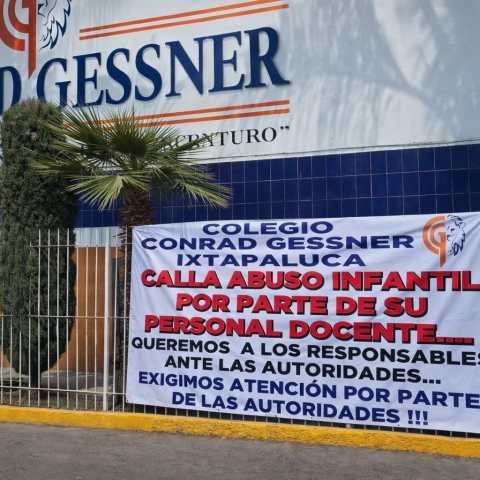 GESSNER
CENTURO"
COLEGIO
CONRAD GESSNER
IXTAPALUCA
CALLA ABUSO INFANTIL
POR PARTE DE SU
PERSONAL DOCENTE....
QUEREMOS A LOS RESPONSABLES
ANTE LAS AUTORIDADES...
EXIGIMOS ATENCIÓN POR PARTE
DE LAS AUTORIDADES !!!